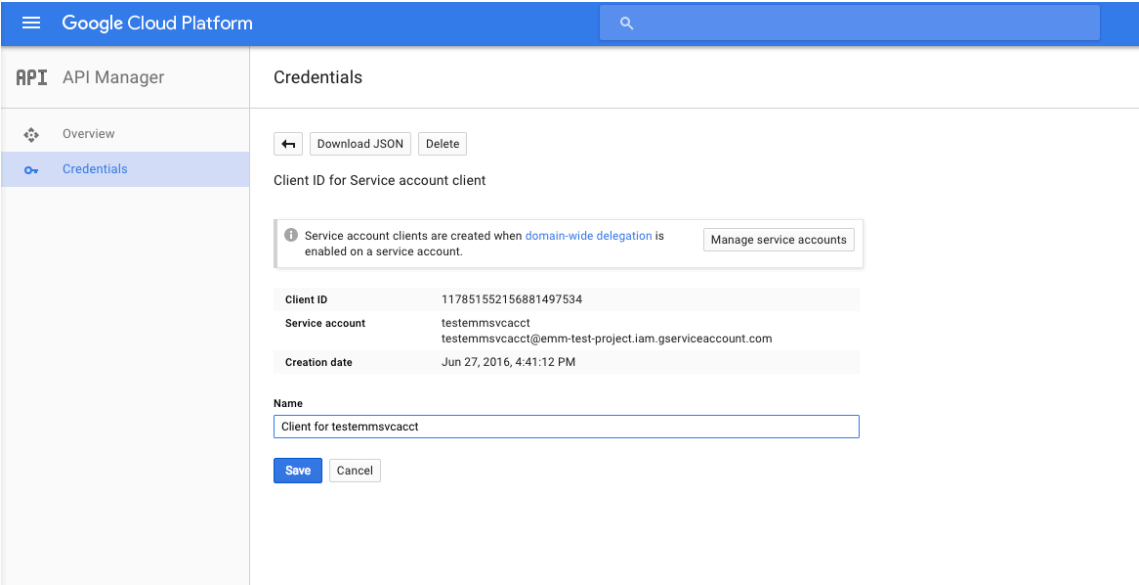 Google Cloud Platform
API API Manager
Credentials
Overview
Credentials
Download JSON Delete
Client ID for Service account client
Service account clients are created when domain-wide delegation is
enabled on a service account.
Manage service accounts
Client ID 117851552156881497534
Service account testemmsvcacct
testemmsvcacct@emm-test-project.iam.gserviceaccount.com
Creation date Jun 27, 2016, 4:41:12 PM
Name
Client for testemmsvcacct
Save Cancel